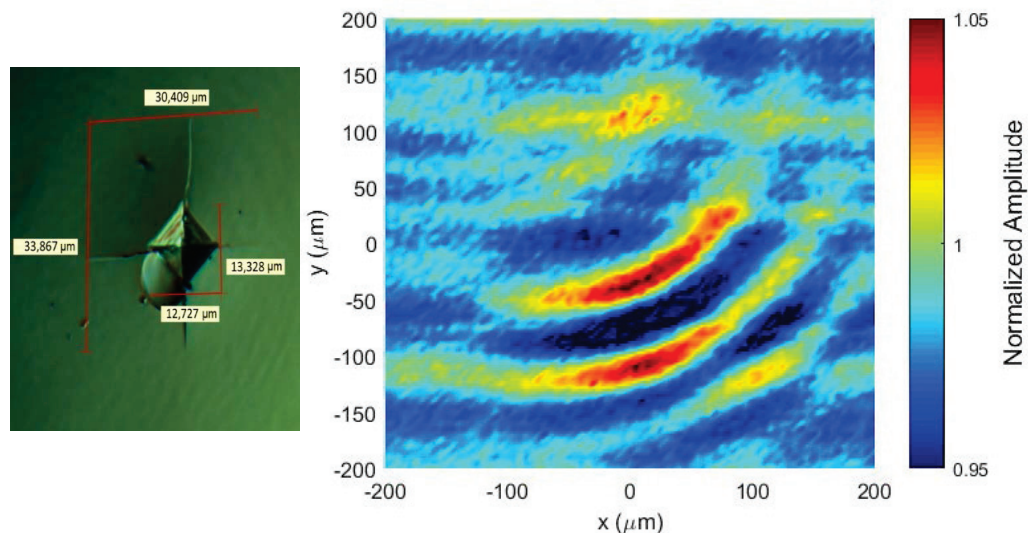 30,409 µm
33,867 µm
13,328 µm
12,727 µm
200
150
100
50
0
-50
-100
-150
-200
y (µm)
-200
-100
0
100
200
x (µm)
1.05
1
0.95
Normalized Amplitude